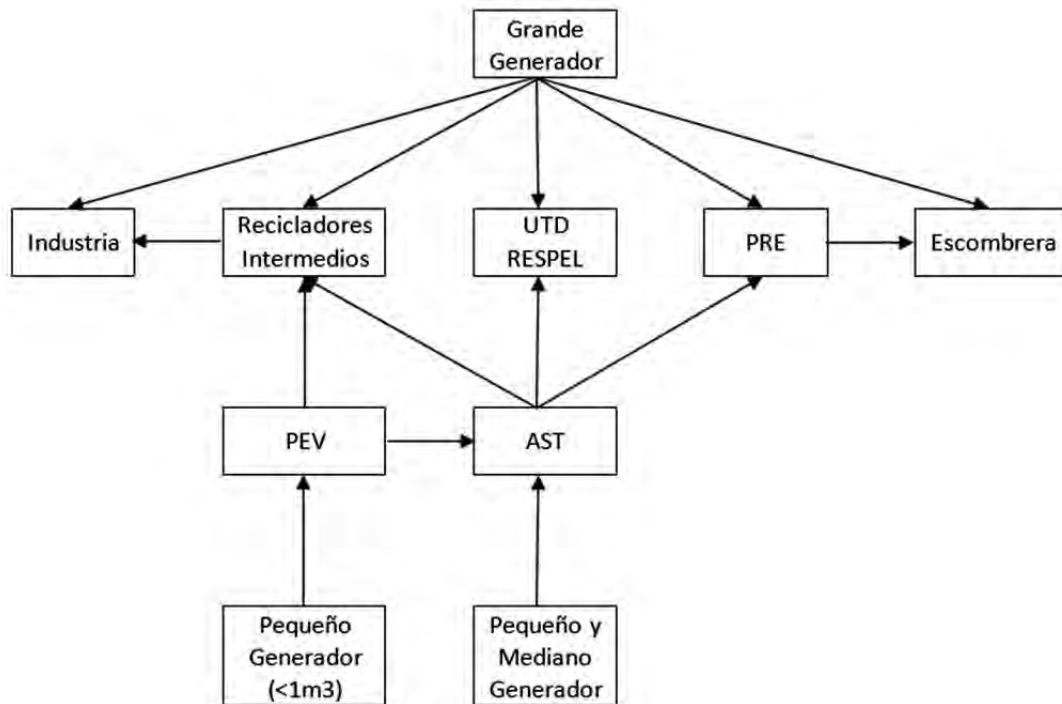 Grande
Generador
Industria
Recicladores
Intermedios
UTD
RESPEL
PRE
Escombrera
PEV
AST
Pequeño
Generador
(<1m3)
Pequeño y
Mediano
Generador